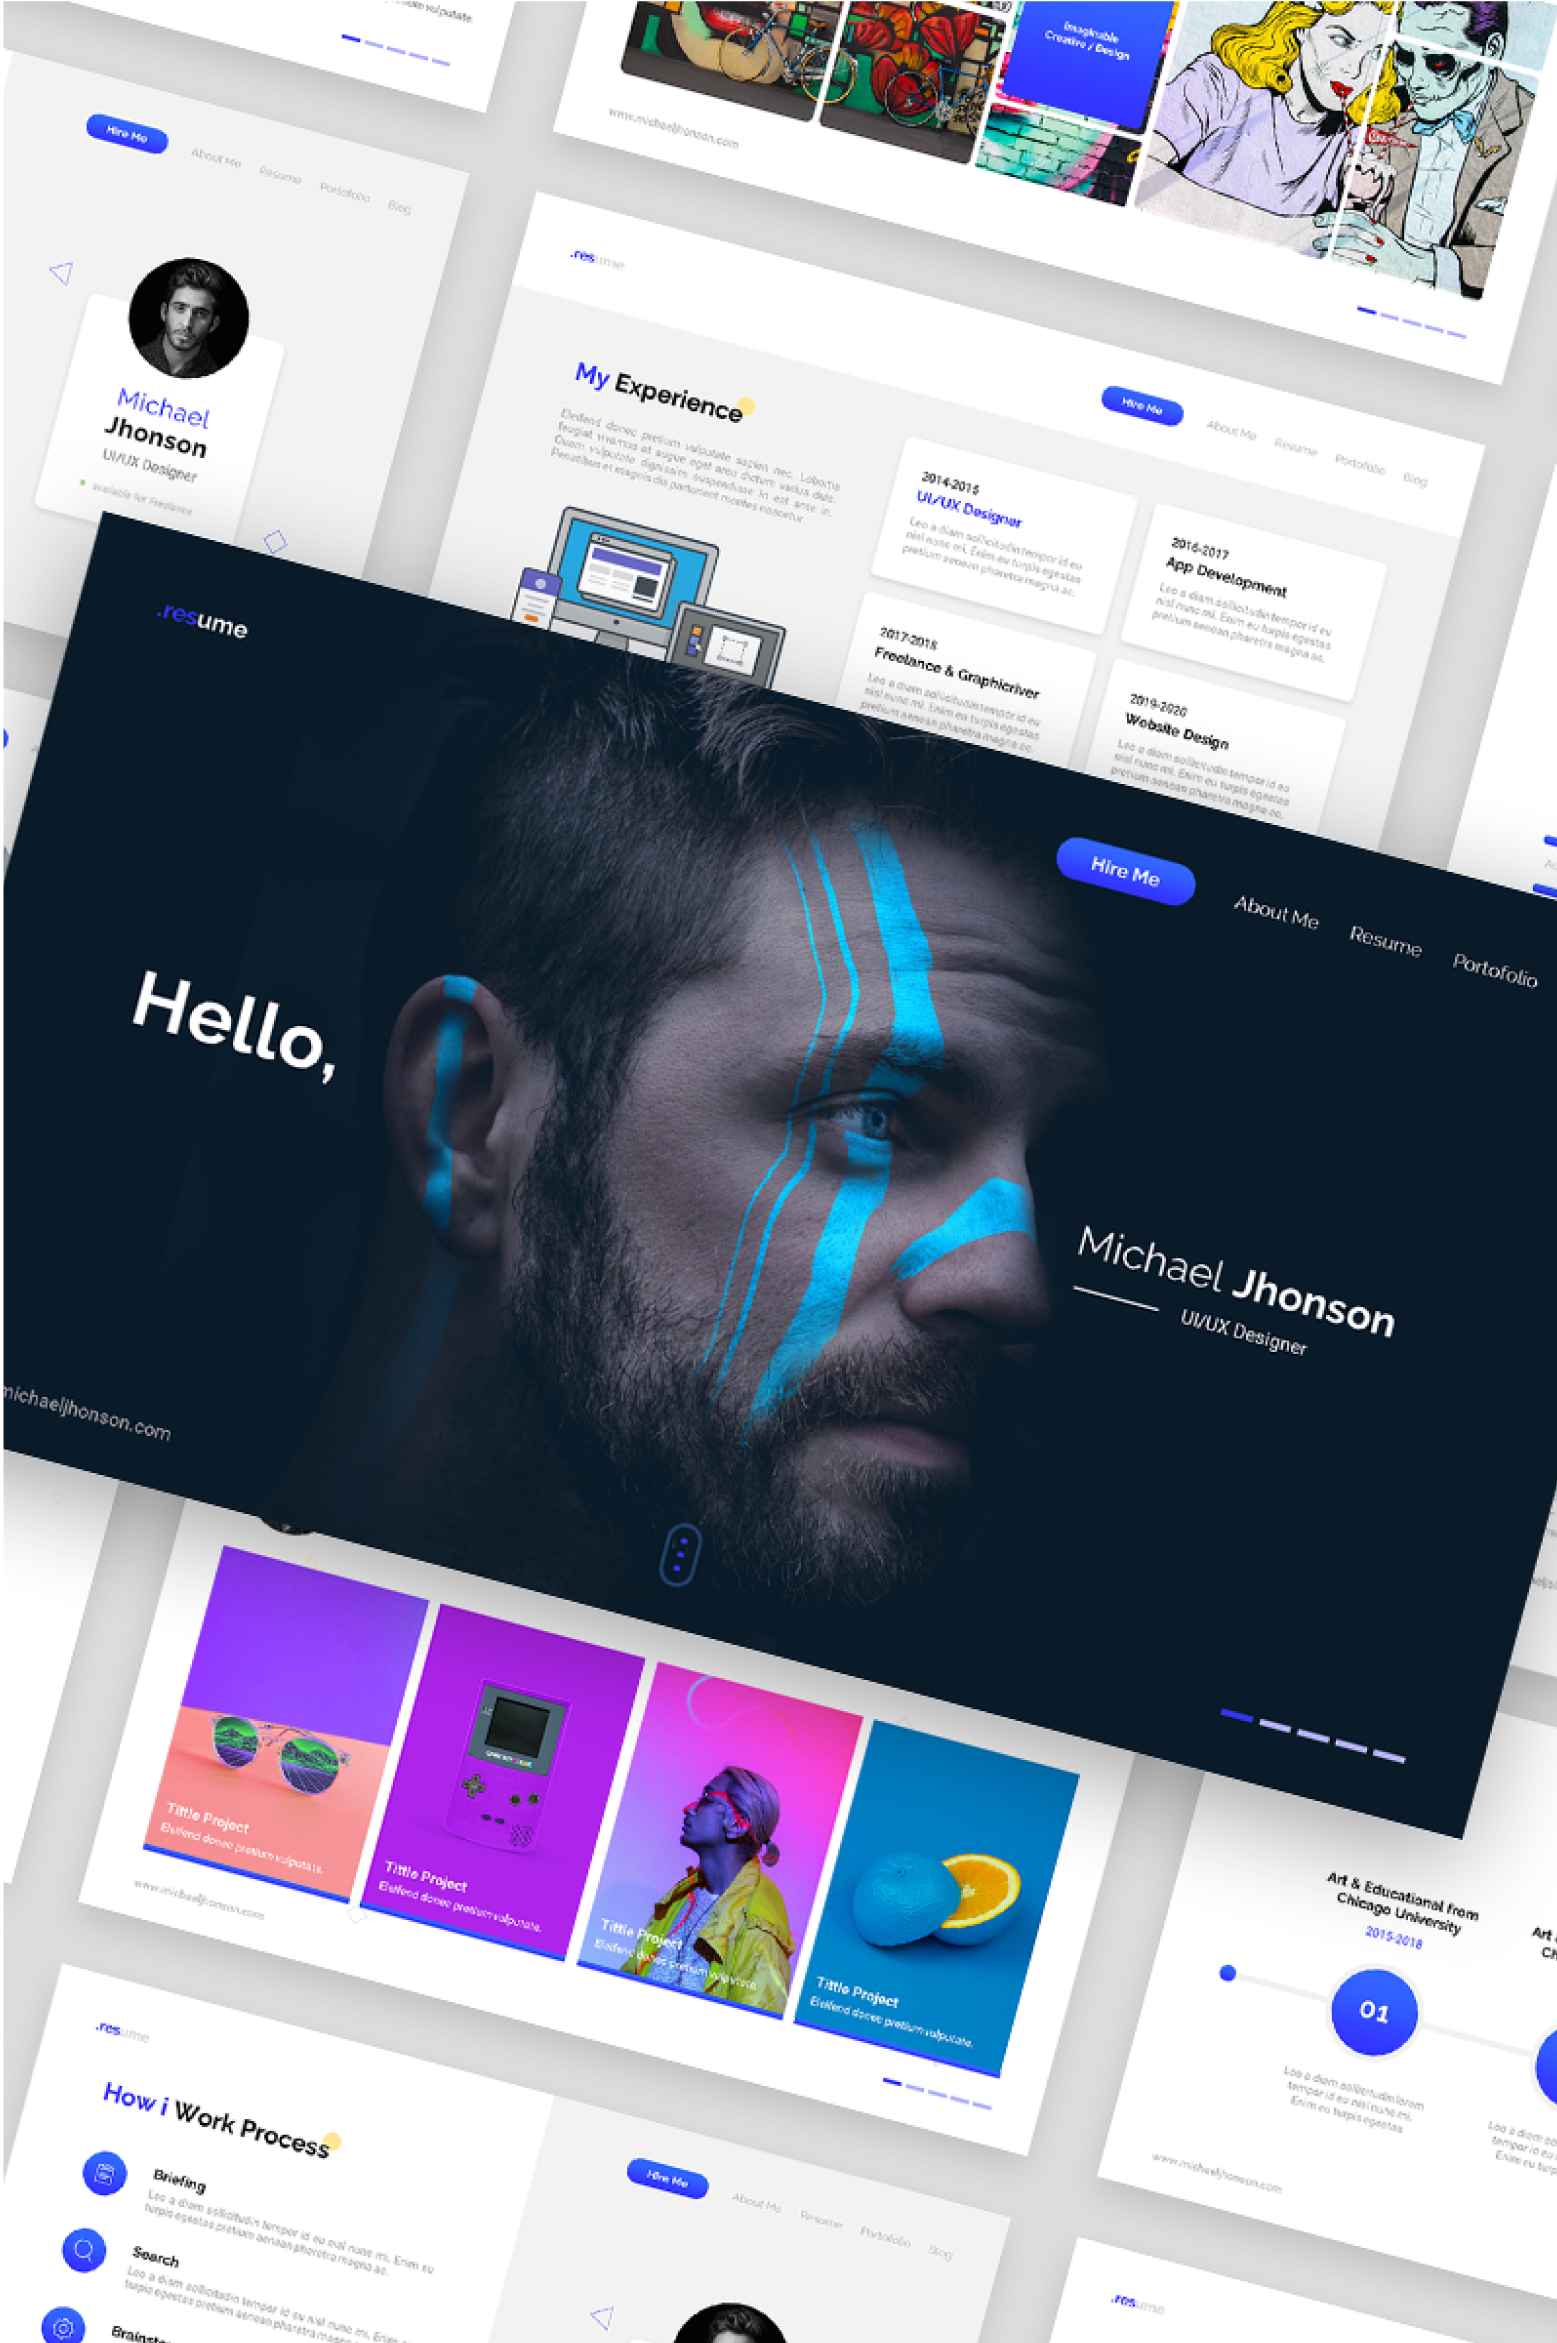 Imaginable
Creative / Design
www.michaeljhonson.com
Hire Me
About Me
Resume
Portofolio
Blog
Michael
Jhonson
UI/UX Designer
available for Freelance
.resume
Hire Me
About Me
Resume
Portofolio
Blog
My Experience
Eleifend donec pretium vulputate sapien nec. Lobortis
feugiat vivamus at augue eget arcu dictum varius duis.
Quam vulputate dignissim suspendisse in est ante in.
Penatibus et magnis dis parturient montes nascetur.
2014-2015
UI/UX Designer
Leo a diam sollicitudin tempor id eu
nisl nunc mi. Enim eu turpis egestas
pretium aenean pharetra magna ac.
2016-2017
App Development
Leo a diam sollicitudin tempor id eu
nisl nunc mi. Enim eu turpis egestas
pretium aenean pharetra magna ac.
2017-2018
Freelance & Graphicriver
Leo a diam sollicitudin tempor id eu
nisl nunc mi. Enim eu turpis egestas
pretium aenean pharetra magna ac.
2019-2020
Website Design
Leo a diam sollicitudin tempor id eu
nisl nunc mi. Enim eu turpis egestas
pretium aenean pharetra magna ac.
.resume
Hire Me
About Me
Resume
Portofolio
Hello,
Michael Jhonson
UI/UX Designer
michaeljhonson.com
Tittle Project
Eleifend donec pretium vulputate.
Tittle Project
Eleifend donec pretium vulputate.
Tittle Project
Eleifend donec pretium vulputate.
Tittle Project
Eleifend donec pretium vulputate.
www.michaeljhonson.com
Art & Educational from
Chicago University
2015-2018
01
Leo a diam sollicitudin lorem
tempor id eu nisl nunc mi.
Enim eu turpis egestas
www.michaeljhonson.com
.resume
How i Work Process
Briefing
Leo a diam sollicitudin tempor id eu nisl nunc mi. Enim eu
turpis egestas pretium aenean pharetra magna ac.
Search
Leo a diam sollicitudin tempor id eu nisl nunc mi. Enim
turpis egestas pretium aenean pharetra magna ac.
Hire Me
About Me
Resume
Portofolio
Blog
.resume